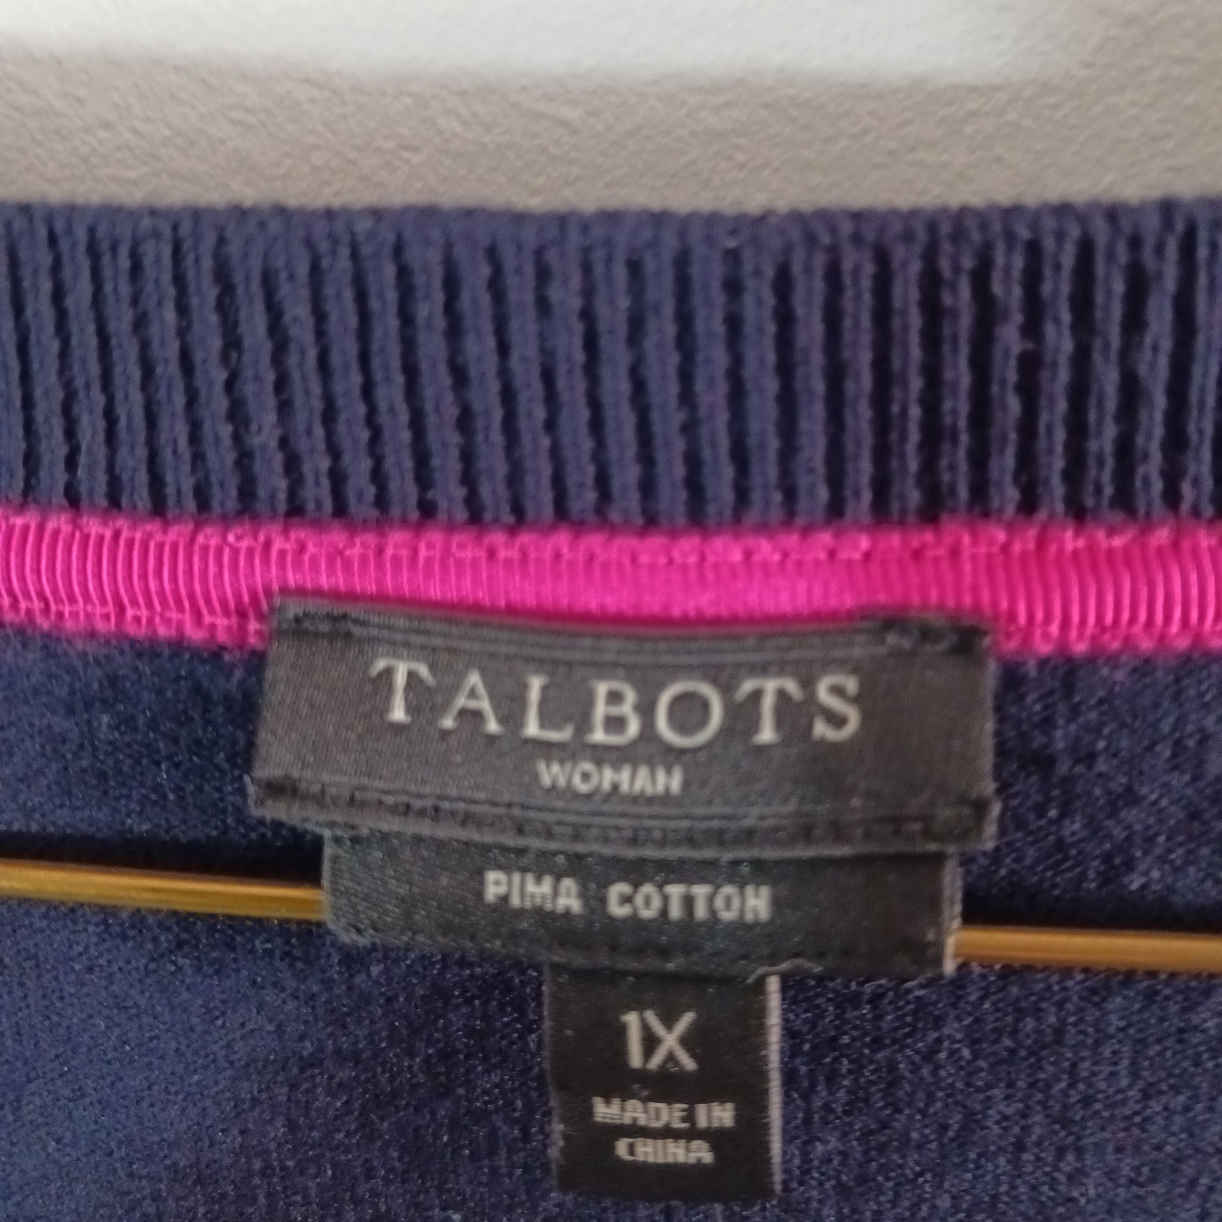 TALBOTS
WOMAN
PIMA COTTON
1X
MADE IN
CHINA